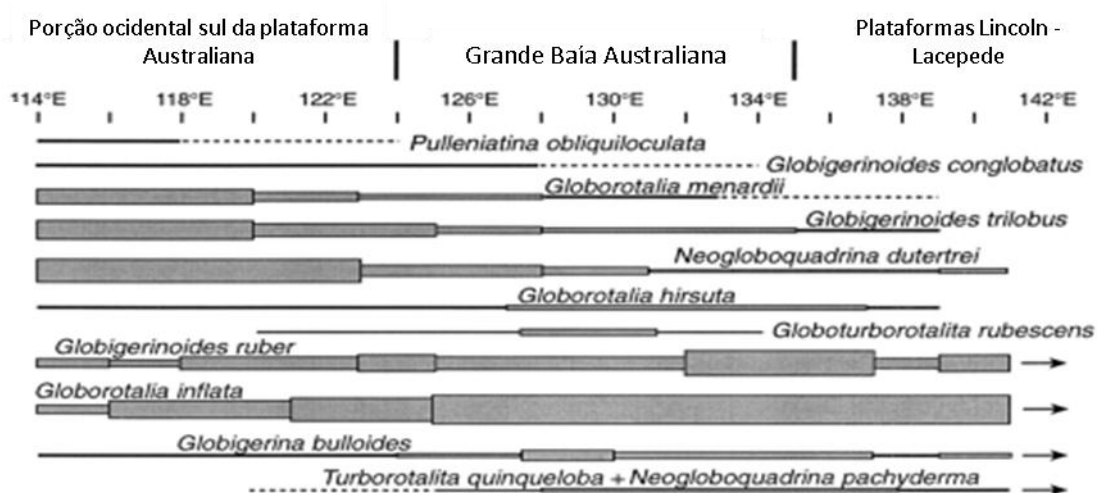 Porção ocidental sul da plataforma
Australiana
Grande Baía Australiana
Plataformas Lincoln -
Lacepede
114°E 118°E 122°E 126°E 130°E 134°E 138°E 142°E
Pulleniatina obliquiloculata
Globigerinoides conglobatus
Globorotalia menardii
Globigerinoides trilobus
Neogloboquadrina dutertrei
Globorotalia hirsuta
Globoturborotalita rubescens
Globigerinoides ruber
Globorotalia inflata
Globigerina bulloides
Turborotalita quinqueloba + Neogloboquadrina pachyderma